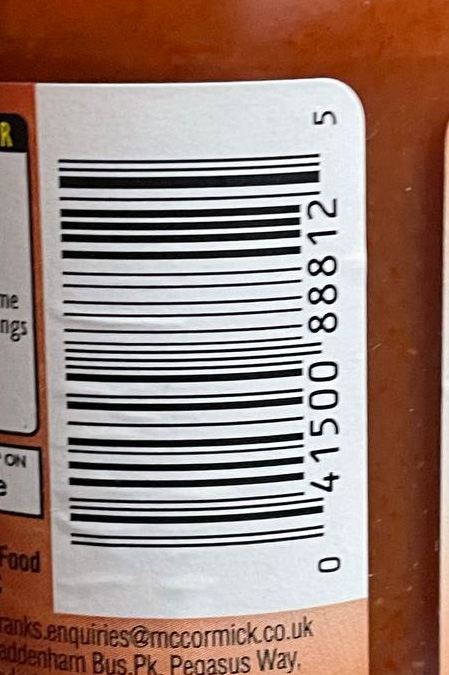 R
me
ngs
ON
e
Food
0 41500 88812 5
ranks.enquiries@mccormick.co.uk
addenham Bus.Pk, Pegasus Way,